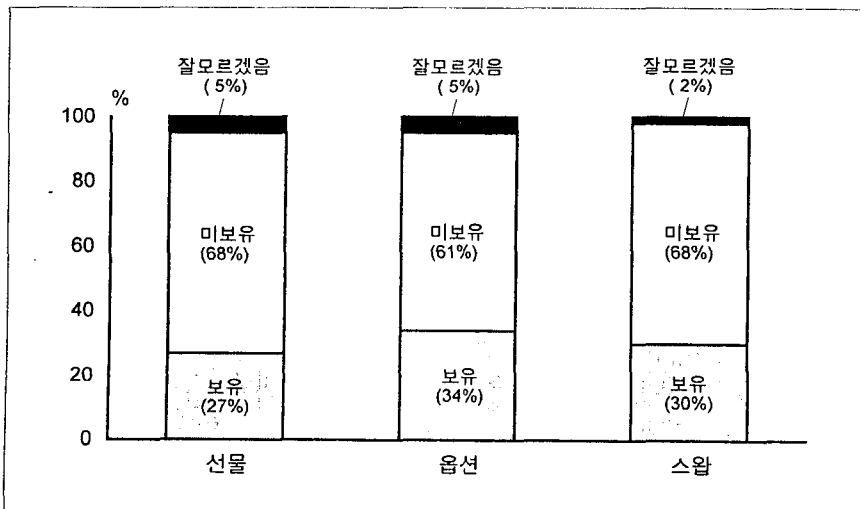 잘모르겠음
( 5%)
잘모르겠음
( 5%)
잘모르겠음
( 2%)
%
100
80
60
40
20
0
미보유
(68%)
미보유
(61%)
미보유
(68%)
보유
(27%)
보유
(34%)
보유
(30%)
선물
옵션
스왑